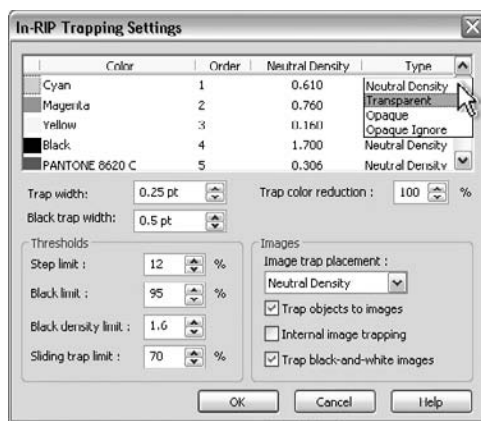 In-RIP Trapping Settings
Color Order Neutral Density Type
Cyan 1 0.610 Neutral Density
Magenta 2 0.760 Transparent
Yellow 3 0.160 Opaque
Opaque Ignore
Black 4 1.700 Neutral Density
PANTONE 8620 C 5 0.306 Neutral Density
Trap width: 0.25 pt Trap color reduction : 100 %
Black trap width: 0.5 pt
Thresholds Images
Step limit : 12 % Image trap placement :
Black limit : 95 % Neutral Density
Black density limit : 1.6 Trap objects to images
Internal image trapping
Sliding trap limit : 70 % Trap black-and-white images
OK Cancel Help